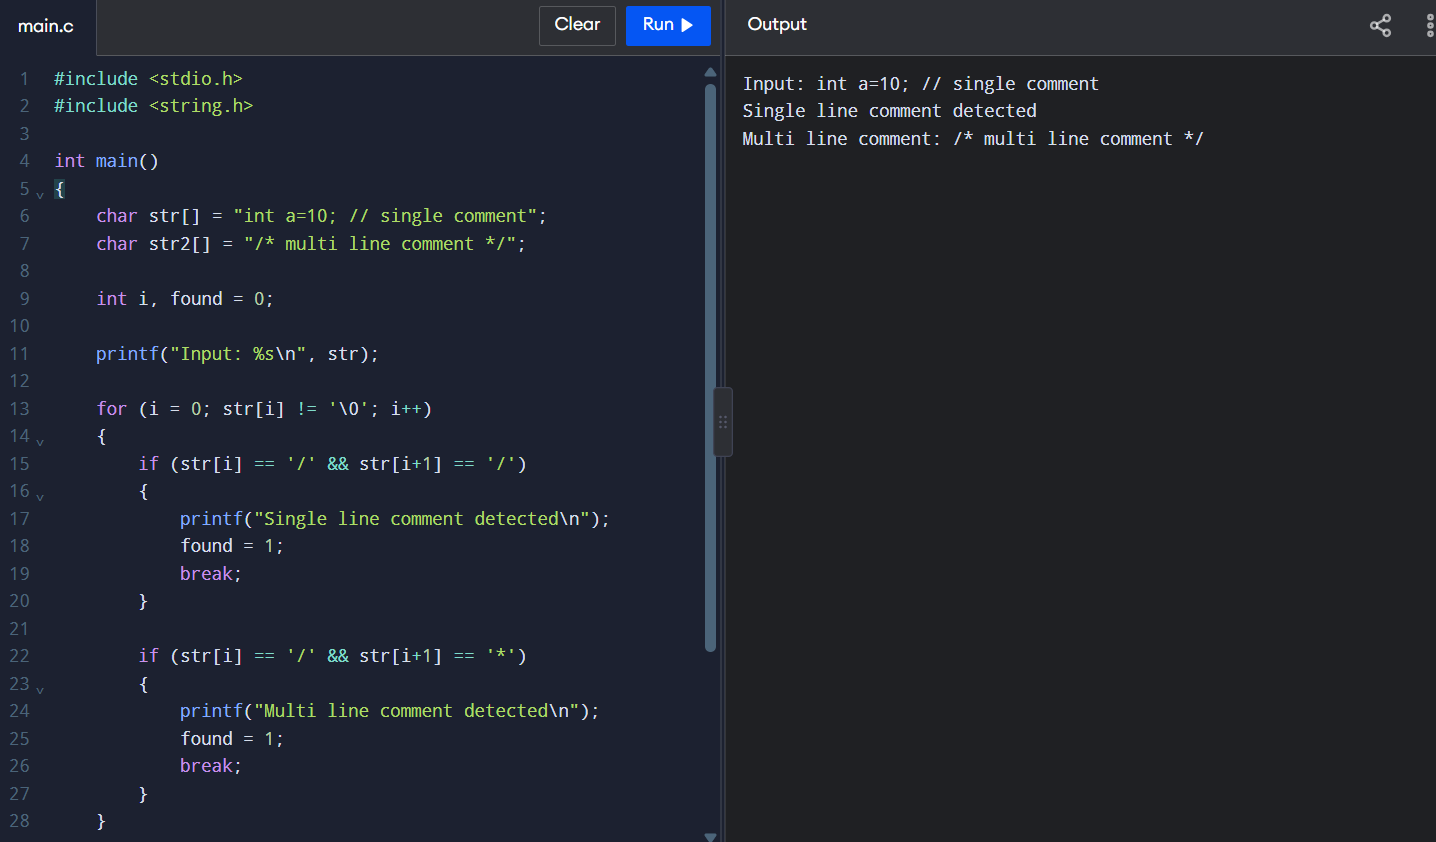 main.c
Clear
Run
1 #include <stdio.h>
2 #include <string.h>
3
4 int main()
5 {
6     char str[] = "int a=10; // single comment";
7     char str2[] = "/* multi line comment */";
8
9     int i, found = 0;
10
11     printf("Input: %s\n", str);
12
13     for (i = 0; str[i] != '\0'; i++)
14     {
15         if (str[i] == '/' && str[i+1] == '/')
16         {
17             printf("Single line comment detected\n");
18             found = 1;
19             break;
20         }
21
22         if (str[i] == '/' && str[i+1] == '*')
23         {
24             printf("Multi line comment detected\n");
25             found = 1;
26             break;
27         }
28     }
Output
Input: int a=10; // single comment
Single line comment detected
Multi line comment: /* multi line comment */